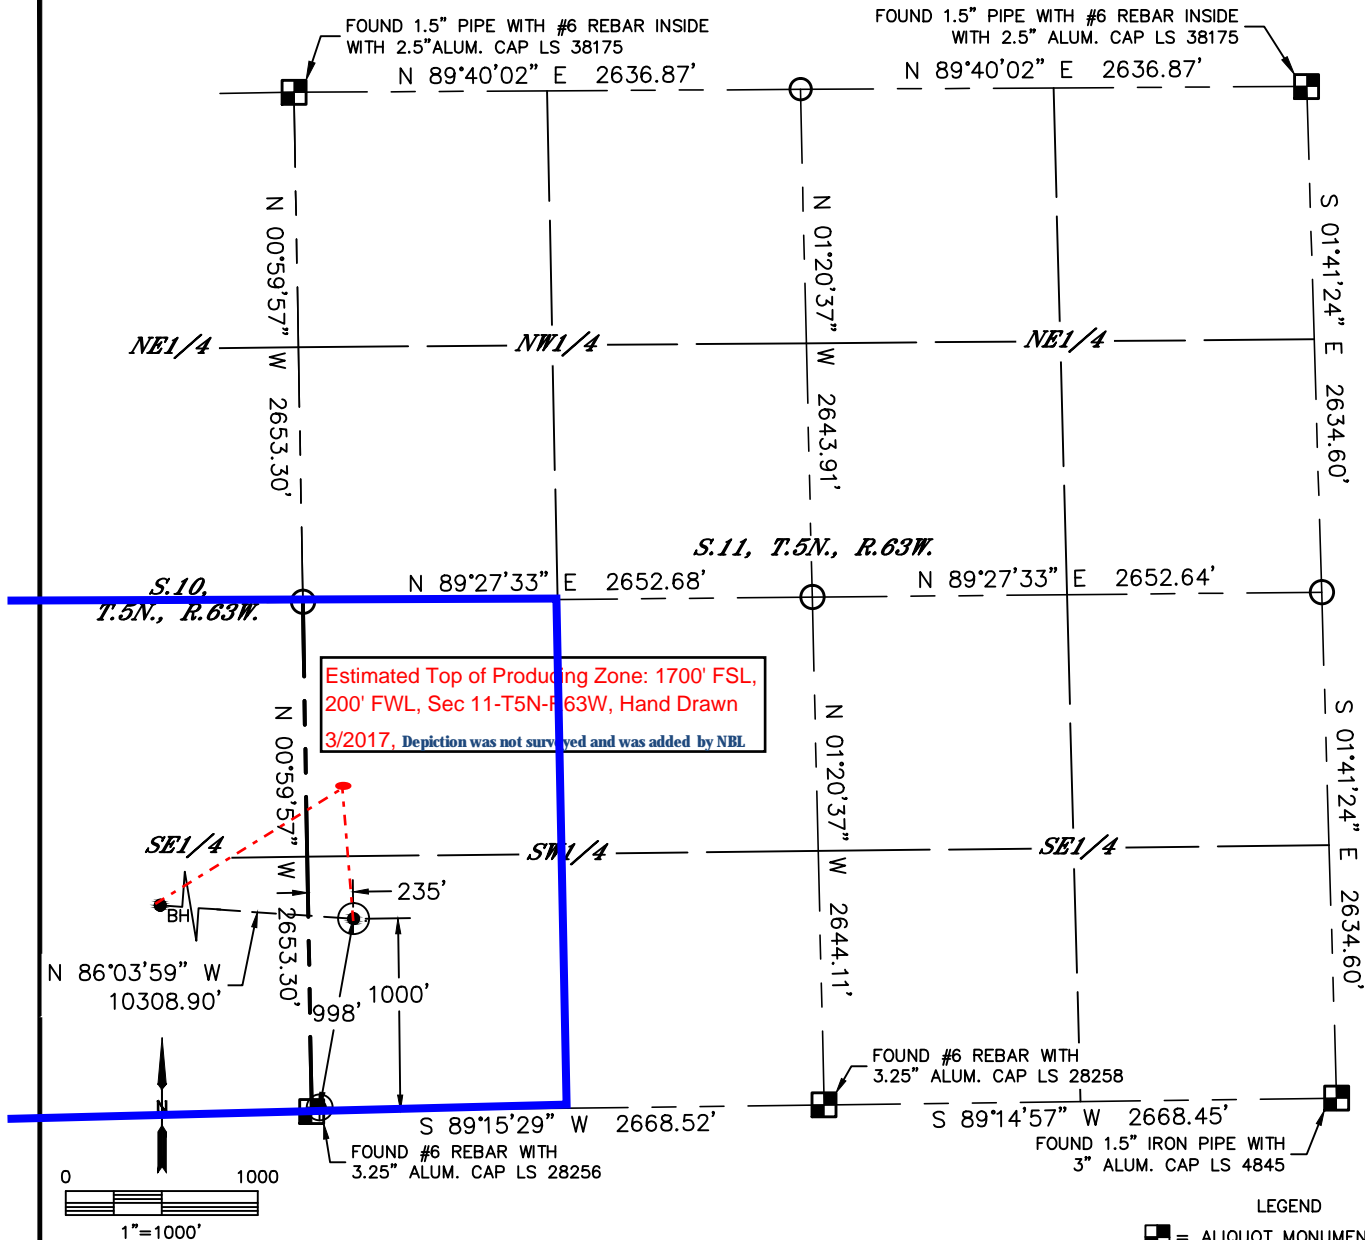 FOUND 1.5" PIPE WITH #6 REBAR INSIDE
WITH 2.5"ALUM. CAP LS 38175
FOUND 1.5" PIPE WITH #6 REBAR INSIDE
WITH 2.5" ALUM. CAP LS 38175
N 89°40'02" E 2636.87'
N 89°40'02" E 2636.87'
N 00°59'57" W 2653.30'
N 01°20'37" W 2643.91'
S 01°41'24" E 2634.60'
NE1/4
NW1/4
NE1/4
S.11, T.5N., R.63W.
S.10,
T.5N., R.63W.
N 89°27'33" E 2652.68'
N 89°27'33" E 2652.64'
Estimated Top of Producing Zone: 1700' FSL,
200' FWL, Sec 11-T5N-R63W, Hand Drawn
3/2017, Depiction was not surveyed and was added by NBL
N 00°59'57" W 2653.30'
N 01°20'37" W 2644.11'
S 01°41'24" E 2634.60'
SE1/4
SW1/4
SE1/4
235'
BH
N 86°03'59" W
10308.90'
1000'
998'
N
FOUND #6 REBAR WITH
3.25" ALUM. CAP LS 28258
S 89°15'29" W 2668.52'
S 89°14'57" W 2668.45'
FOUND #6 REBAR WITH
3.25" ALUM. CAP LS 28256
FOUND 1.5" IRON PIPE WITH
3" ALUM. CAP LS 4845
0 1000
1"=1000'
LEGEND
= ALIQUOT MONUMEN